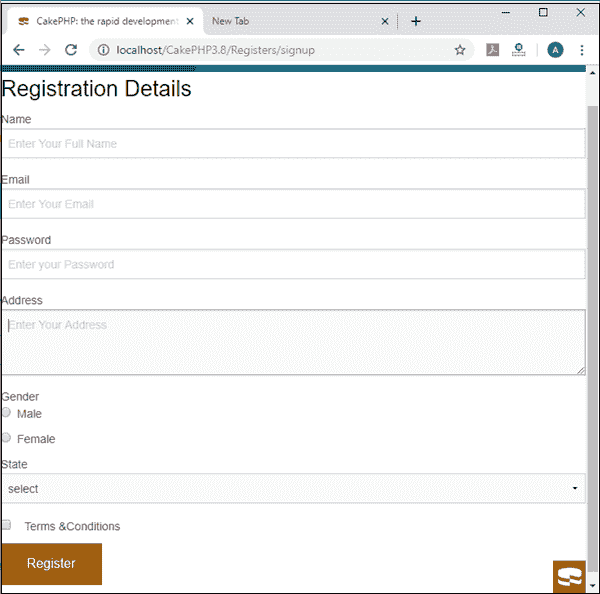 CakePHP: the rapid development
New Tab
localhost/CakePHP3.8/Registers/signup
A
Registration Details
Name
Enter Your Full Name
Email
Enter Your Email
Password
Enter your Password
Address
Enter Your Address
Gender
Male
Female
State
select
Terms &Conditions
Register